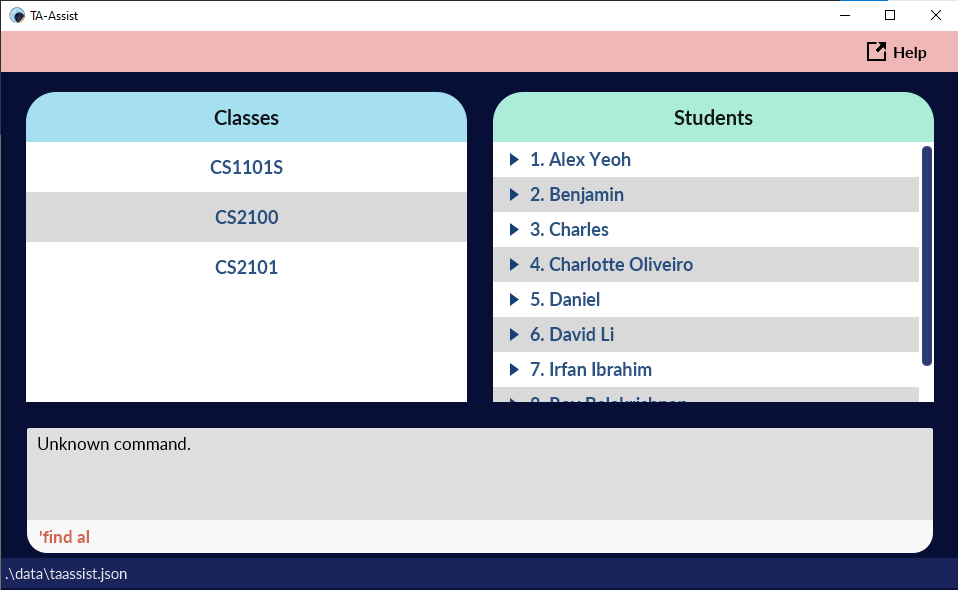 TA-Assist
Help
Classes
CS1101S
CS2100
CS2101
Students
1. Alex Yeoh
2. Benjamin
3. Charles
4. Charlotte Oliveiro
5. Daniel
6. David Li
7. Irfan Ibrahim
Unknown command.
'find al
.\data\taassist.json